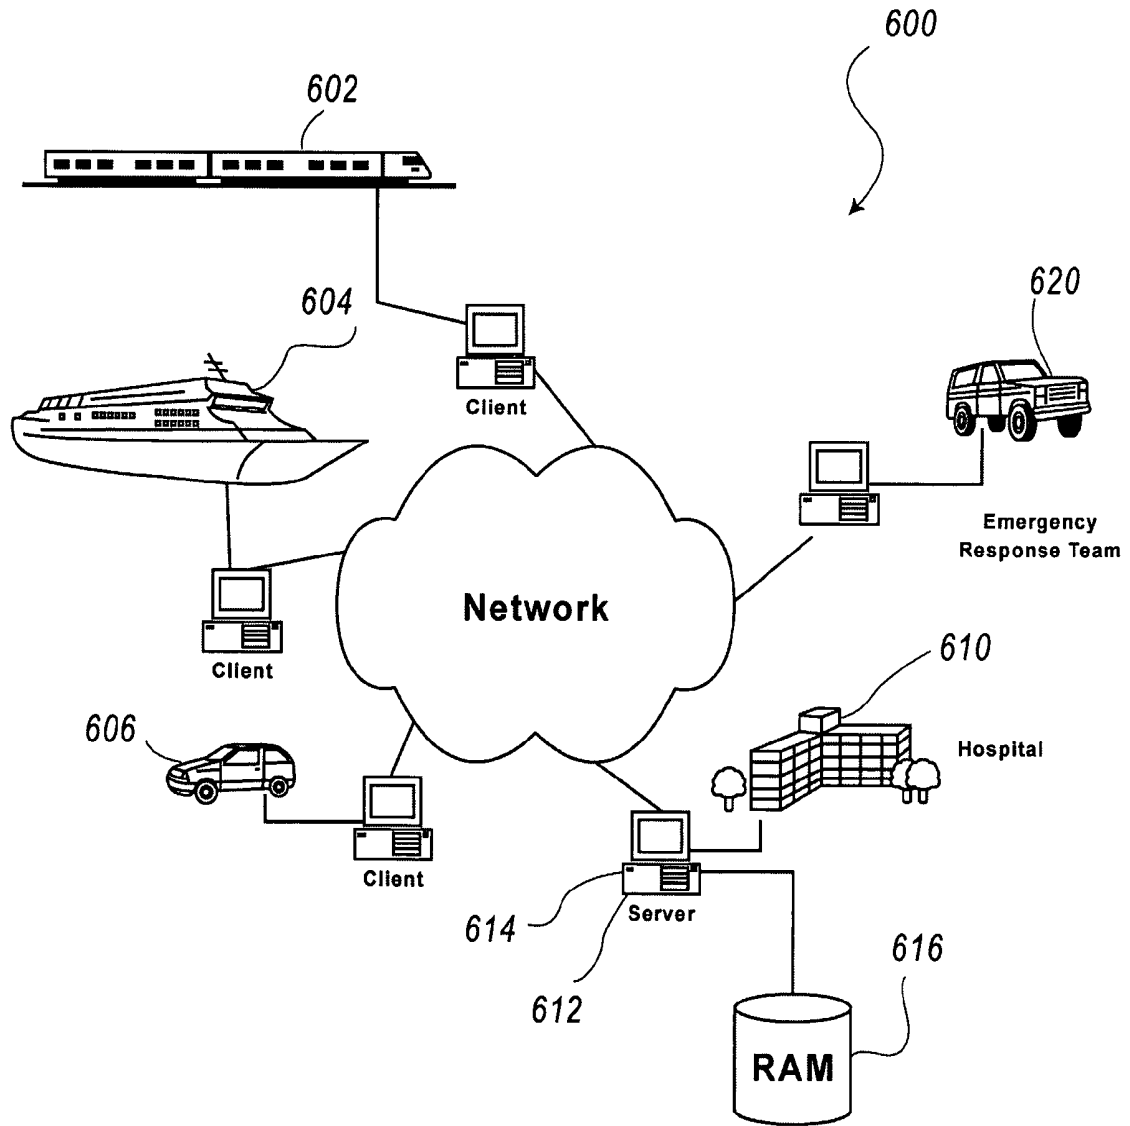 600
602
604
620
Client
Emergency
Response Team
Network
Client
610
606
Hospital
Client
Server
614
616
612
RAM